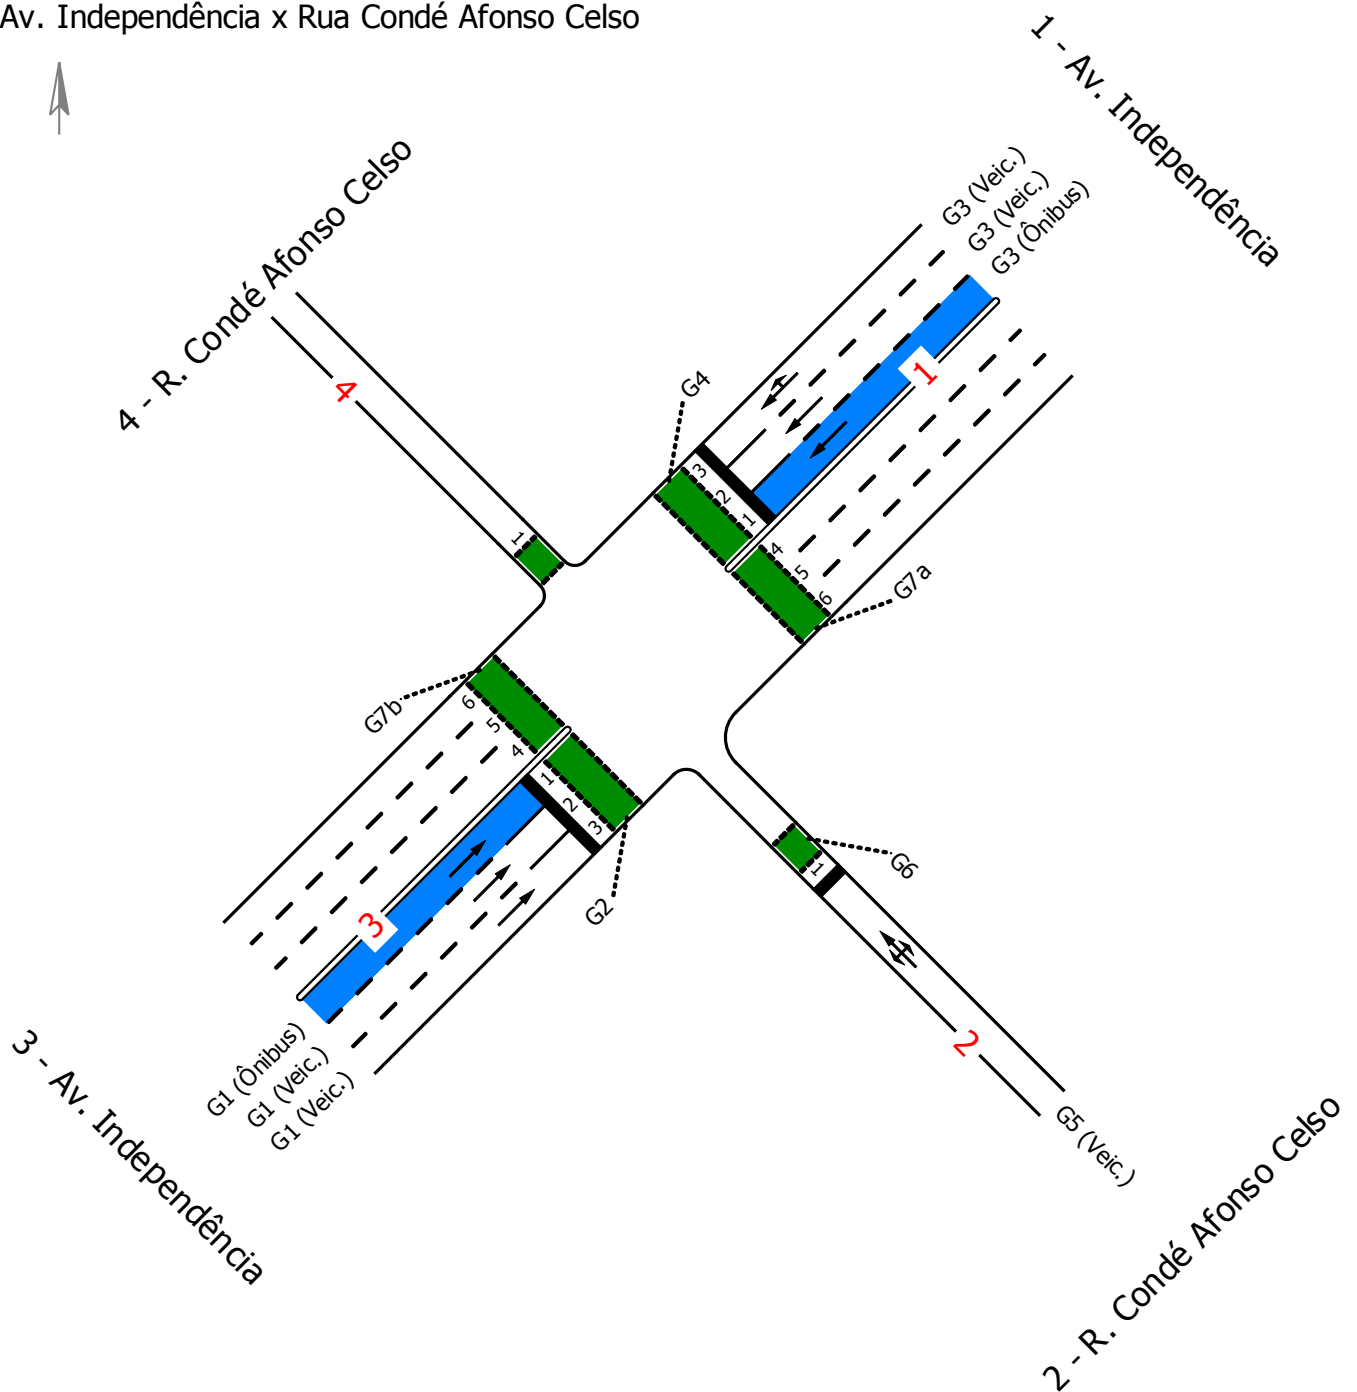 Av. Independência x Rua Condé Afonso Celso
1 - Av. Independência
4 - R. Condé Afonso Celso
G3 (Veic.)
G3 (Veic.)
G3 (Ônibus)
1
4
G4
3
2
1
4
5
6
G7a
1
G7b
6
5
4
1
2
3
G2
G6
1
3
2
G1 (Ônibus)
G1 (Veic.)
G1 (Veic.)
G5 (Veic.)
3 - Av. Independência
2 - R. Condé Afonso Celso